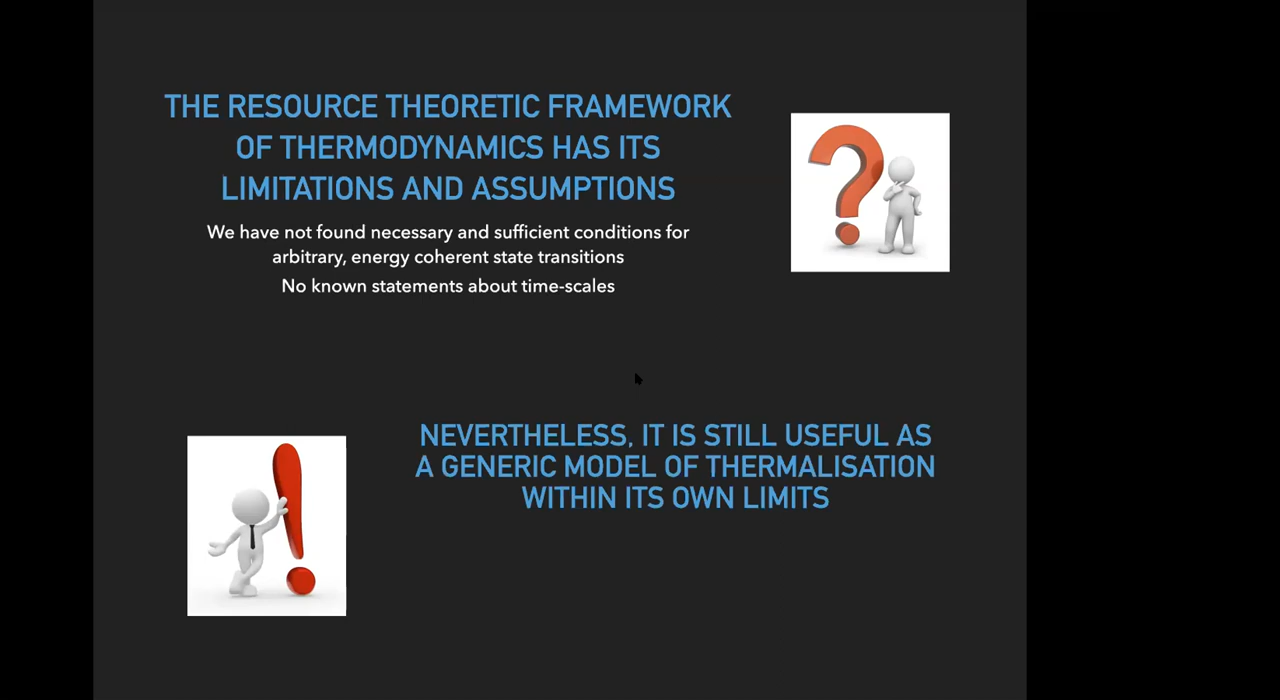 THE RESOURCE THEORETIC FRAMEWORK
OF THERMODYNAMICS HAS ITS
LIMITATIONS AND ASSUMPTIONS
We have not found necessary and sufficient conditions for
arbitrary, energy coherent state transitions
No known statements about time-scales
NEVERTHELESS, IT IS STILL USEFUL AS
A GENERIC MODEL OF THERMALISATION
WITHIN ITS OWN LIMITS